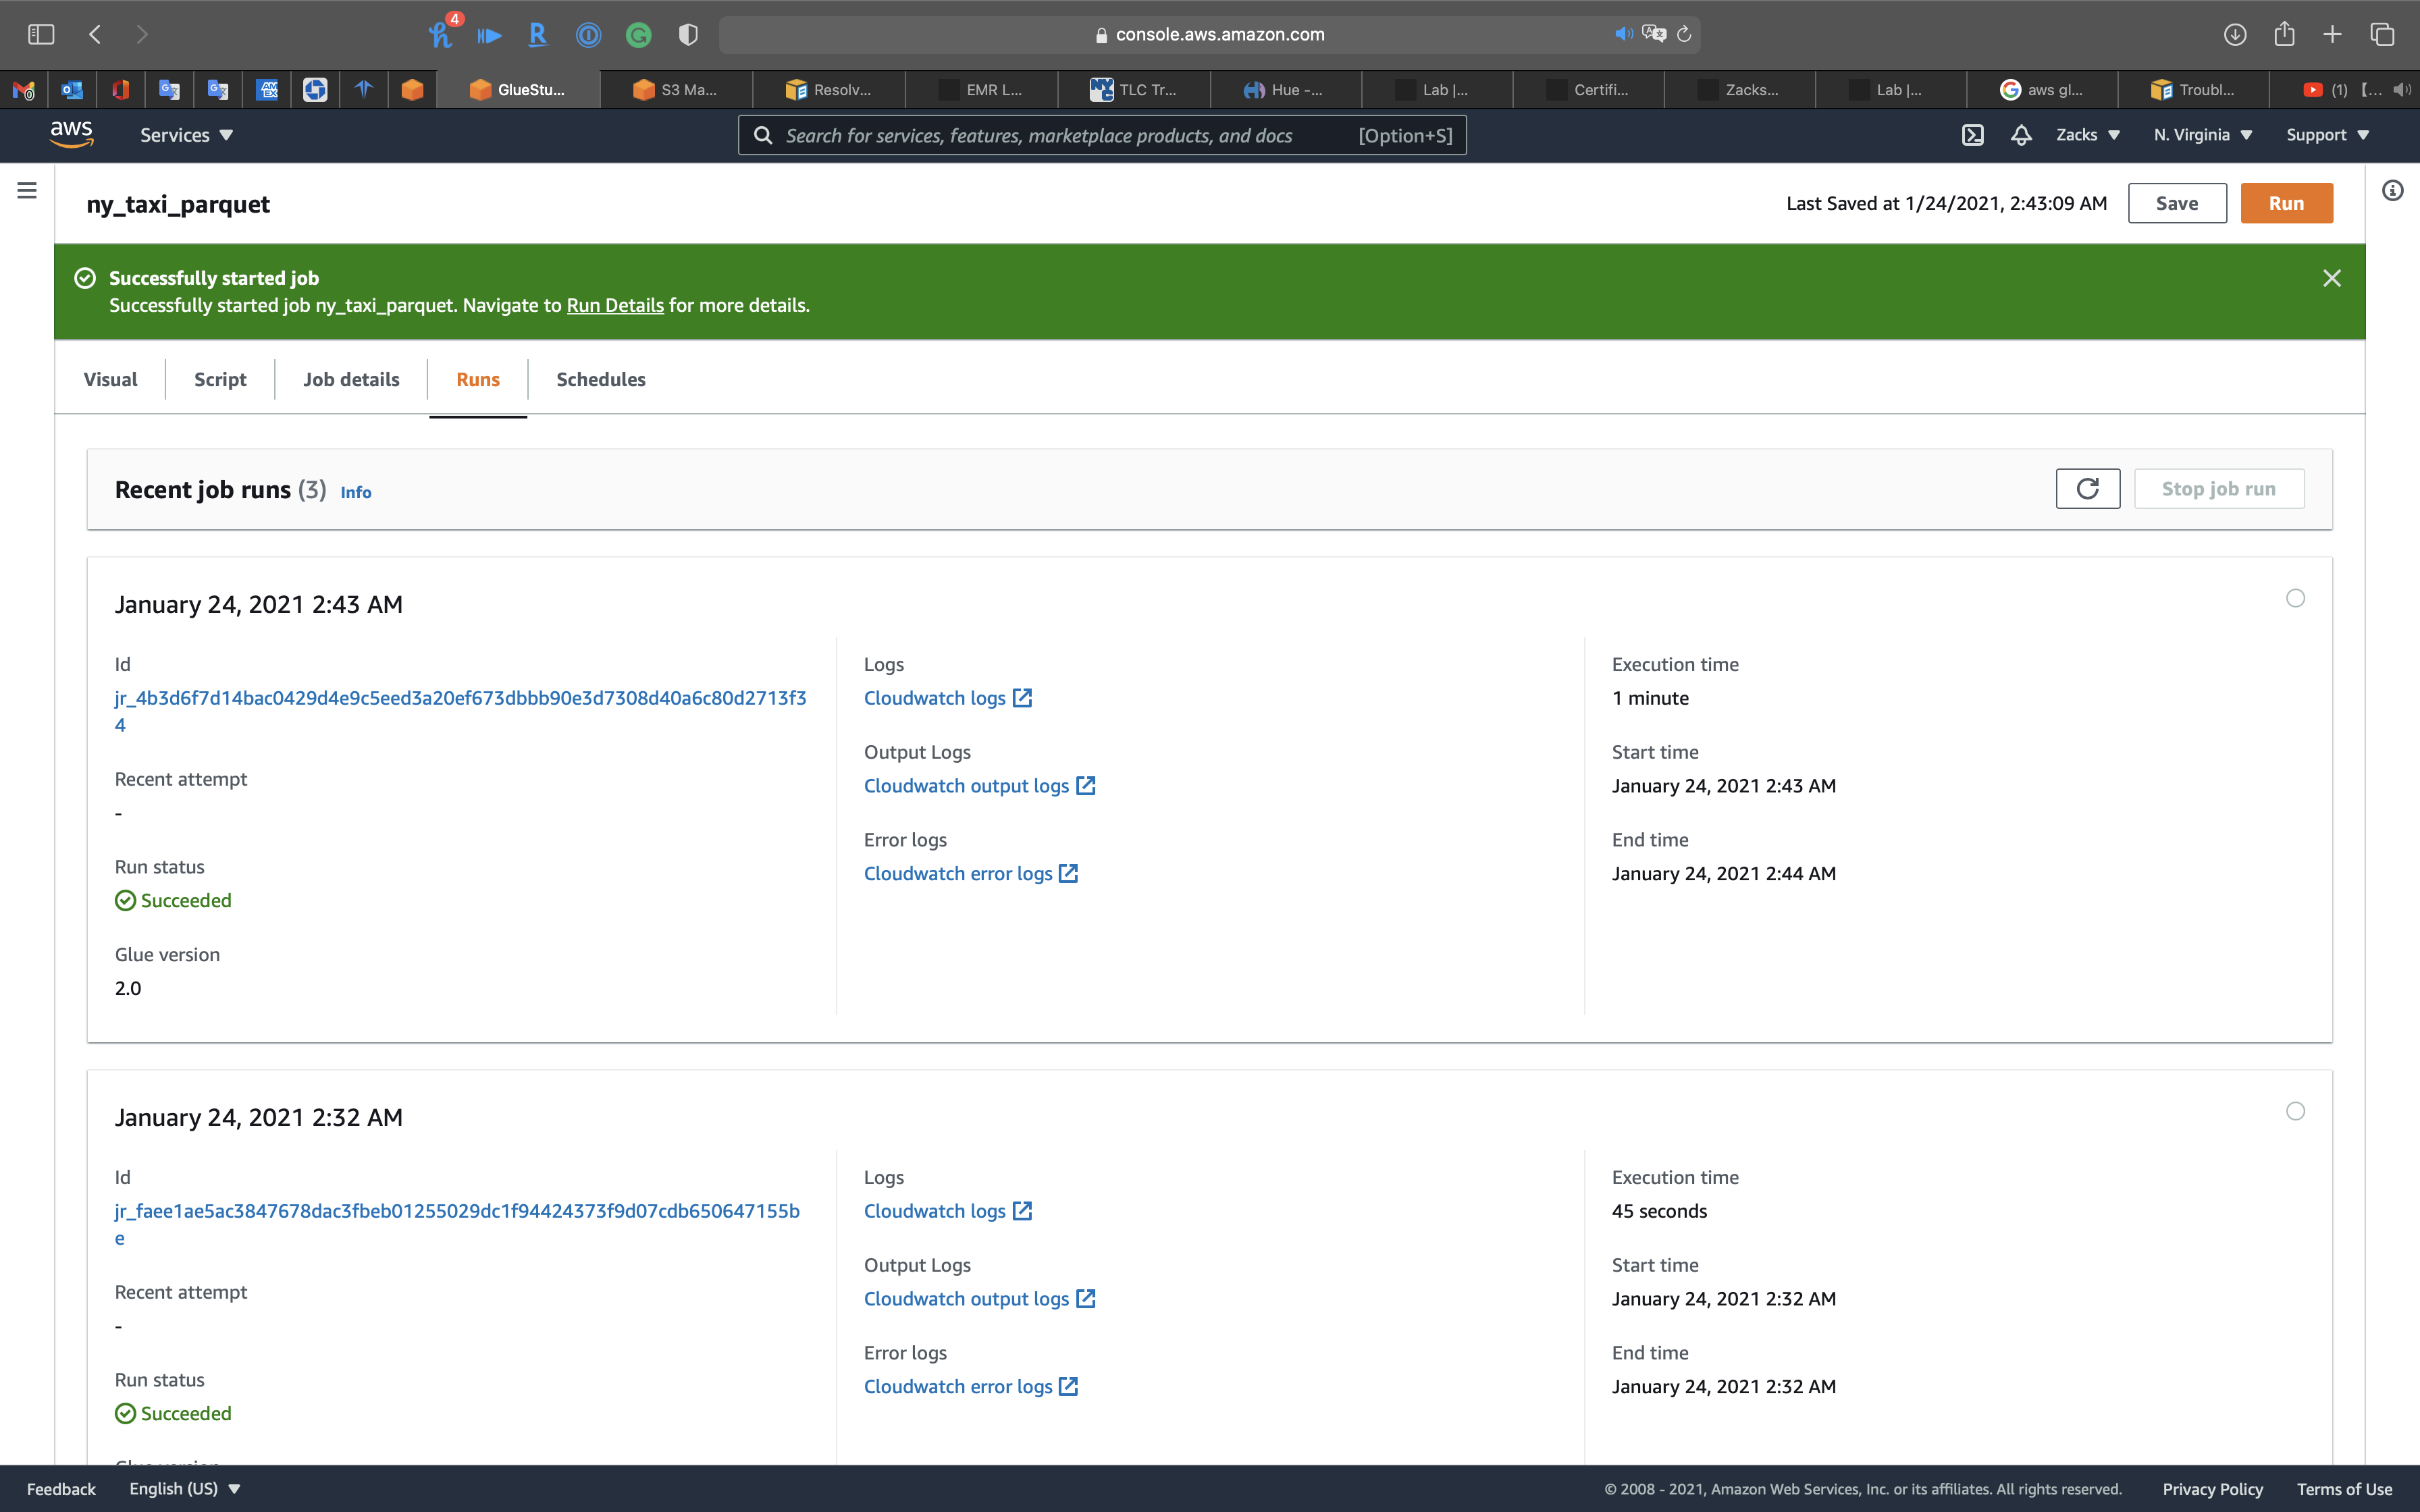 4
console.aws.amazon.com
GlueStu...
S3 Ma...
Resolv...
EMR L...
TLC Tr...
Hue -...
Lab |...
Certifi...
Zacks...
Lab |...
aws gl...
Troubl...
(1) 【...
aws
Services
Search for services, features, marketplace products, and docs [Option+S]
Zacks
N. Virginia
Support
ny_taxi_parquet
Last Saved at 1/24/2021, 2:43:09 AM
Save
Run
Successfully started job
Successfully started job ny_taxi_parquet. Navigate to Run Details for more details.
Visual
Script
Job details
Runs
Schedules
Recent job runs (3) Info
Stop job run
January 24, 2021 2:43 AM
Id
jr_4b3d6f7d14bac0429d4e9c5eed3a20ef673dbbb90e3d7308d40a6c80d2713f3
4
Recent attempt
-
Run status
Succeeded
Glue version
2.0
Logs
Cloudwatch logs
Output Logs
Cloudwatch output logs
Error logs
Cloudwatch error logs
Execution time
1 minute
Start time
January 24, 2021 2:43 AM
End time
January 24, 2021 2:44 AM
January 24, 2021 2:32 AM
Id
jr_faee1ae5ac3847678dac3fbeb01255029dc1f94424373f9d07cdb650647155b
e
Recent attempt
-
Run status
Succeeded
Logs
Cloudwatch logs
Output Logs
Cloudwatch output logs
Error logs
Cloudwatch error logs
Execution time
45 seconds
Start time
January 24, 2021 2:32 AM
End time
January 24, 2021 2:32 AM
Feedback
English (US)
© 2008 - 2021, Amazon Web Services, Inc. or its affiliates. All rights reserved.
Privacy Policy
Terms of Use